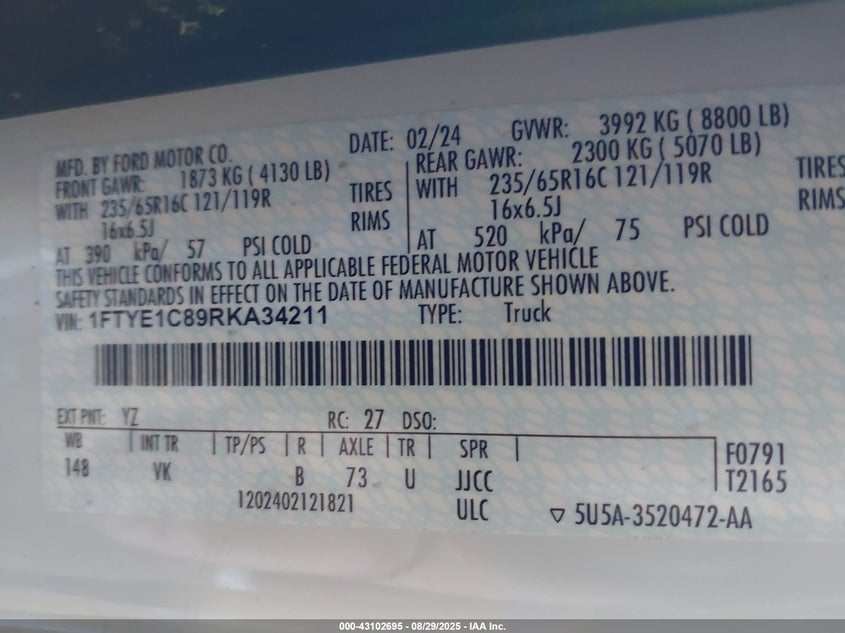 MFD. BY FORD MOTOR CO. DATE: 02/24 GVWR: 3992 KG ( 8800 LB)
FRONT GAWR: 1873 KG ( 4130 LB) REAR GAWR: 2300 KG ( 5070 LB)
WITH 235/65R16C 121/119R TIRES WITH 235/65R16C 121/119R TIRES
16x6.5J RIMS 16x6.5J RIMS
AT 390 kPa/ 57 PSI COLD AT 520 kPa/ 75 PSI COLD
THIS VEHICLE CONFORMS TO ALL APPLICABLE FEDERAL MOTOR VEHICLE
SAFETY STANDARDS IN EFFECT ON THE DATE OF MANUFACTURE SHOWN ABOVE.
VIN: 1FTYE1C89RKA34211 TYPE: Truck
EXT PNT: YZ RC: 27 DSO:
WB INT TR TP/PS R AXLE TR SPR F0791
148 VK B 73 U JJCC T2165
1202402121821 ULC ▽ 5U5A-3520472-AA
000-43102695 - 08/29/2025 - IAA Inc.